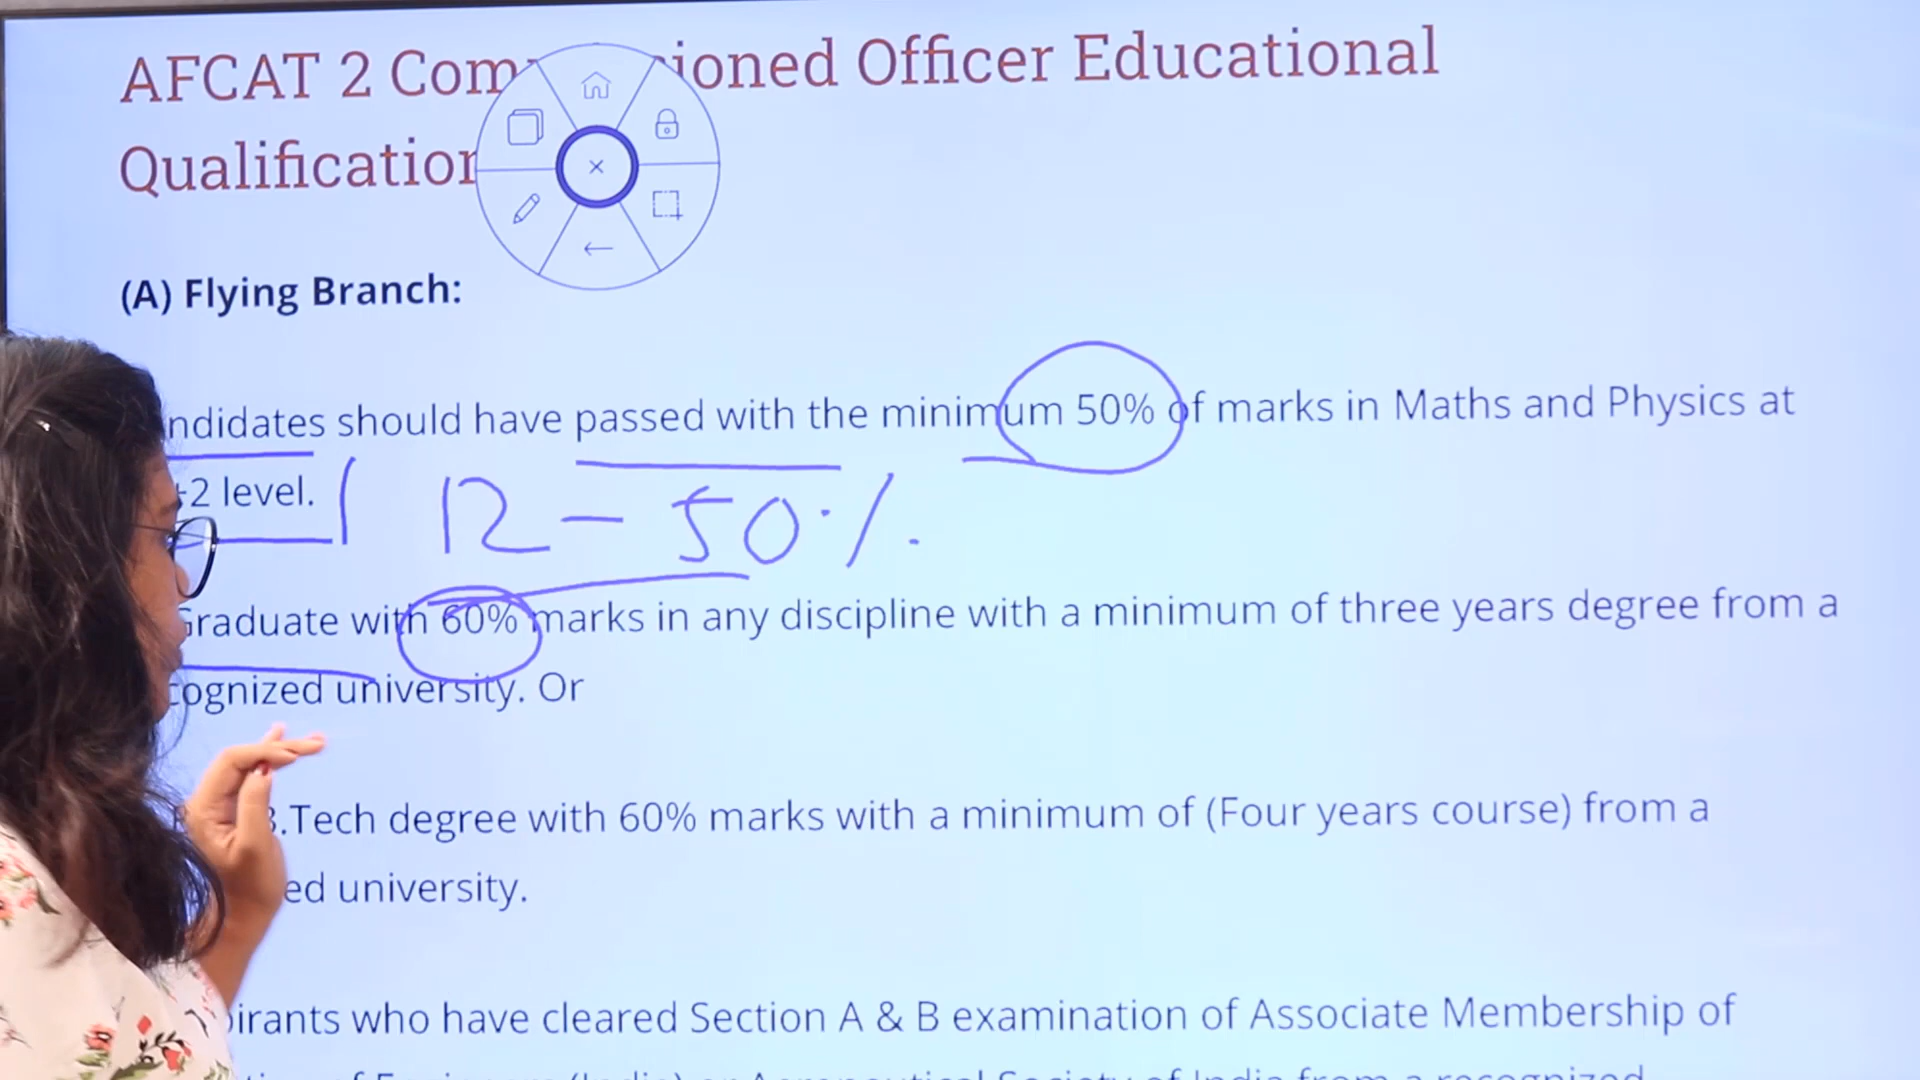 AFCAT 2 Com ioned Officer Educational
Qualification
(A) Flying Branch:
ndidates should have passed with the minimum 50% of marks in Maths and Physics at
+2 level.
12 - 50%.
Graduate with 60% marks in any discipline with a minimum of three years degree from a
cognized university. Or
B.Tech degree with 60% marks with a minimum of (Four years course) from a
ed university.
irants who have cleared Section A & B examination of Associate Membership of